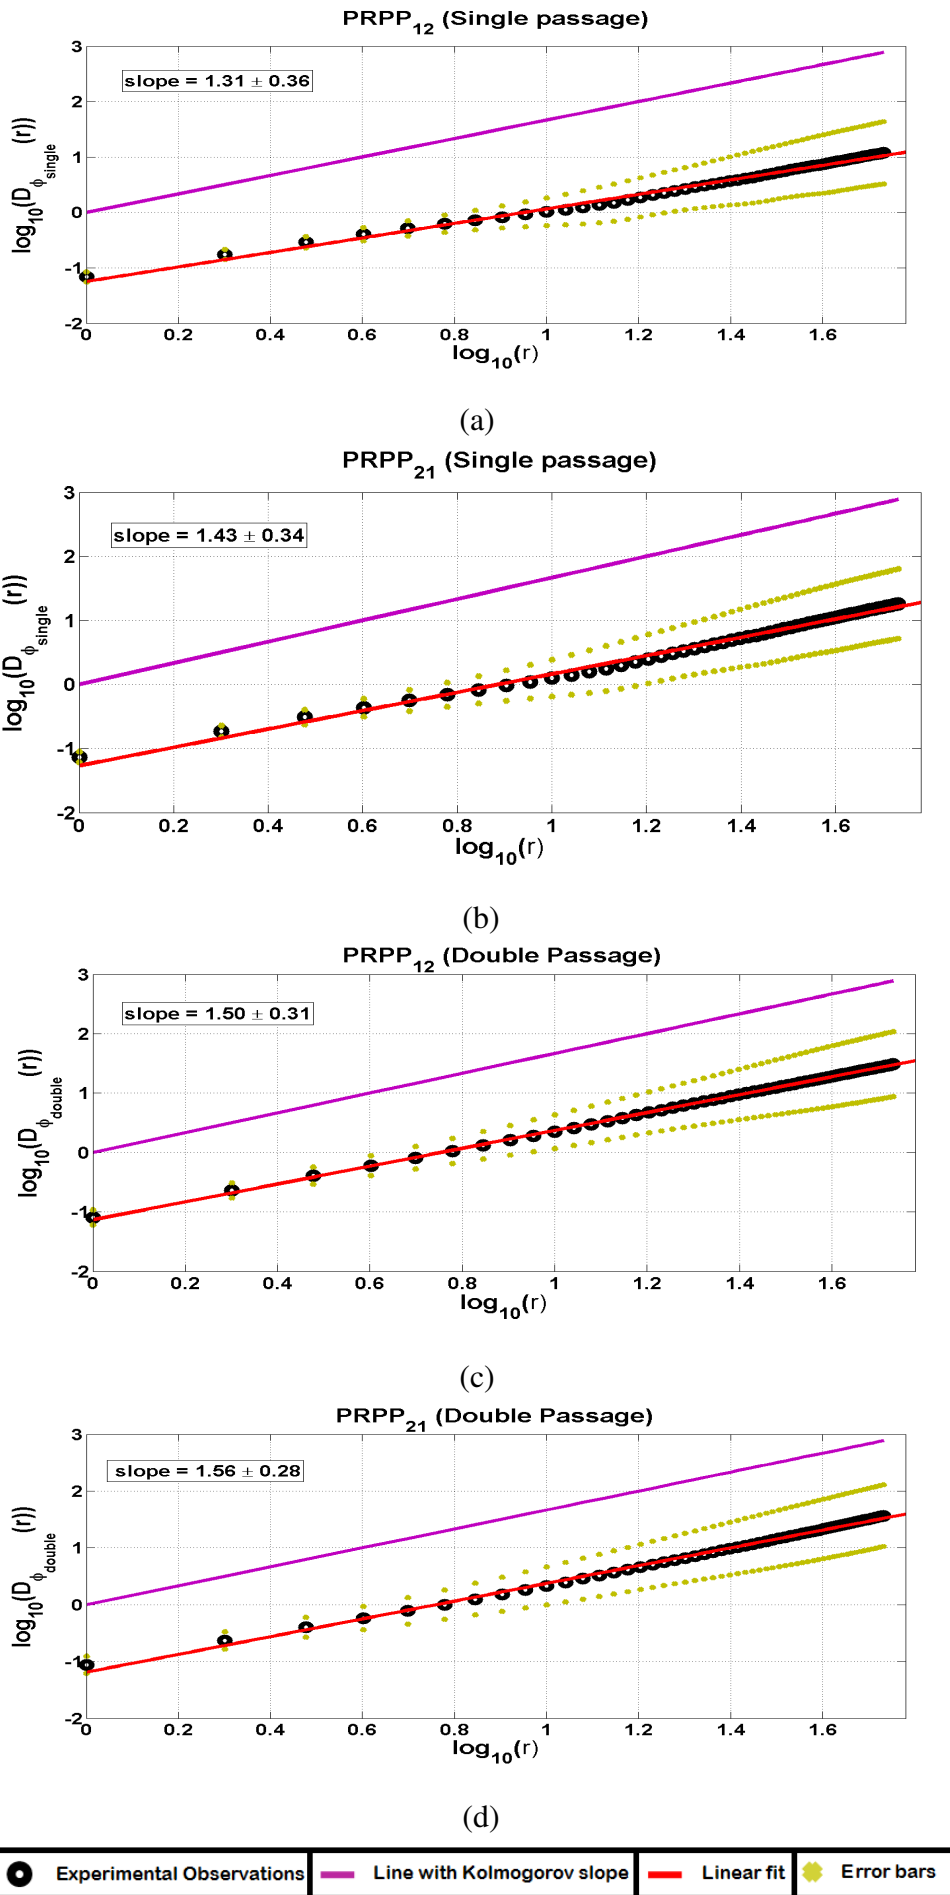 PRPP12 (Single passage)
slope = 1.31 ± 0.36
log10(Dϕsingle(r))
3
2
1
0
-1
-2
0 0.2 0.4 0.6 0.8 1 1.2 1.4 1.6
log10(r)
(a)
PRPP21 (Single passage)
slope = 1.43 ± 0.34
log10(Dϕsingle(r))
3
2
1
0
-1
-2
0 0.2 0.4 0.6 0.8 1 1.2 1.4 1.6
log10(r)
(b)
PRPP12 (Double Passage)
slope = 1.50 ± 0.31
log10(Dϕdouble(r))
3
2
1
0
-1
-2
0 0.2 0.4 0.6 0.8 1 1.2 1.4 1.6
log10(r)
(c)
PRPP21 (Double Passage)
slope = 1.56 ± 0.28
log10(Dϕdouble(r))
3
2
1
0
-1
-2
0 0.2 0.4 0.6 0.8 1 1.2 1.4 1.6
log10(r)
(d)
Experimental Observations Line with Kolmogorov slope Linear fit Error bars